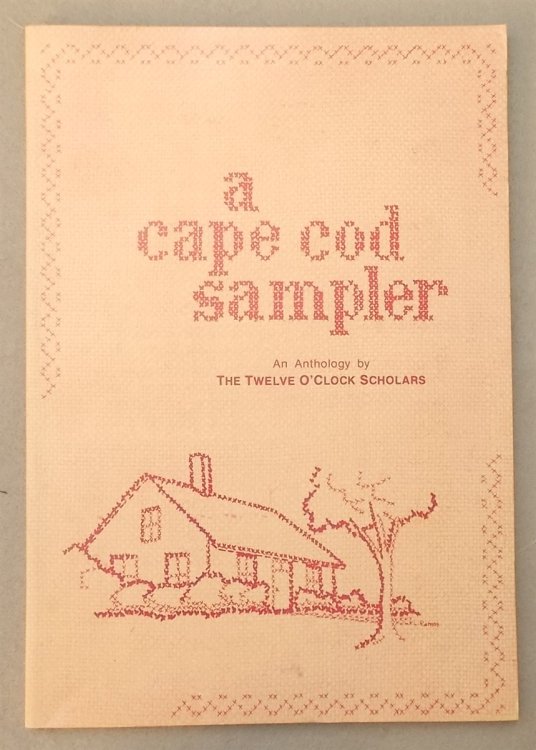 a
cape cod
sampler
An Anthology by
THE TWELVE O'CLOCK SCHOLARS